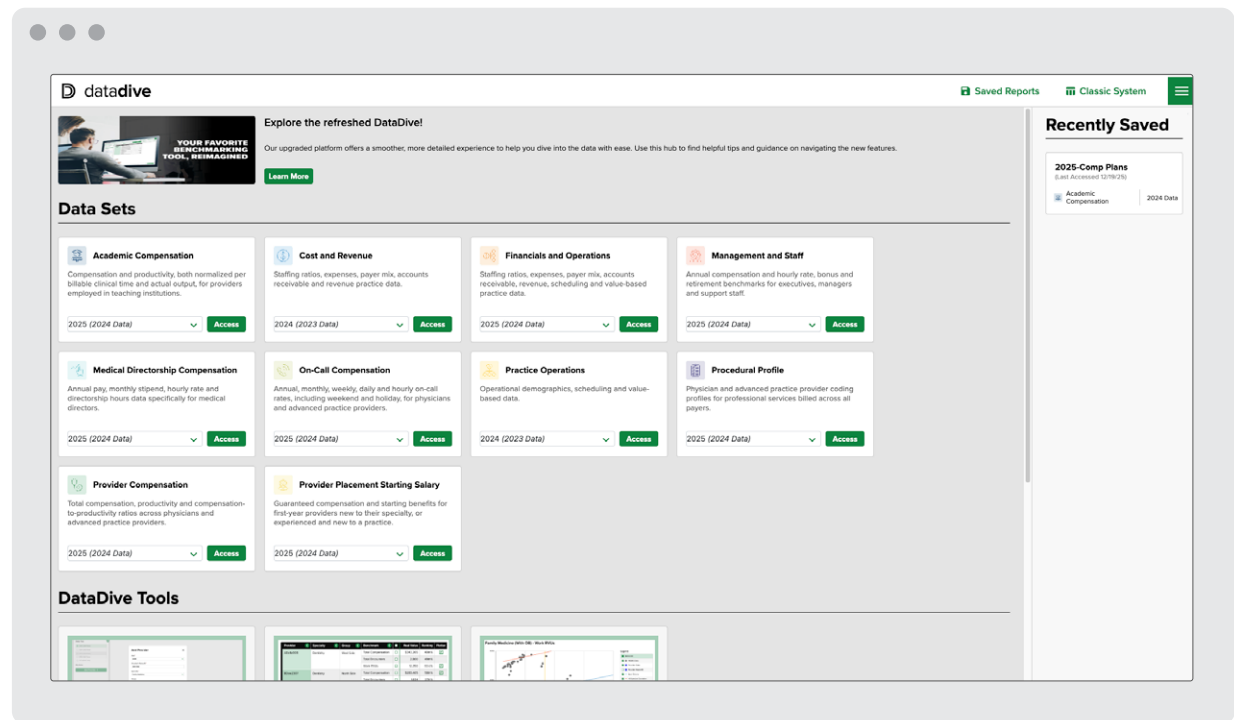 datadive
Saved Reports
Classic System
YOUR FAVORITE
BENCHMARKING
TOOL, REIMAGINED
Explore the refreshed DataDive!
Our upgraded platform offers a smoother, more detailed experience to help you dive into the data with ease. Use this hub to find helpful tips and guidance on navigating the new features.
Learn More
Recently Saved
2025-Comp Plans
(Last Accessed 12/19/25)
Academic
Compensation
2024 Data
Data Sets
Academic Compensation
Compensation and productivity, both normalized per
billable clinical time and actual output, for providers
employed in teaching institutions.
2025 (2024 Data)
Access
Cost and Revenue
Staffing ratios, expenses, payer mix, accounts
receivable and revenue practice data.
2024 (2023 Data)
Access
Financials and Operations
Staffing ratios, expenses, payer mix, accounts
receivable, revenue, scheduling and value-based
practice data.
2025 (2024 Data)
Access
Management and Staff
Annual compensation and hourly rate, bonus and
retirement benchmarks for executives, managers
and support staff.
2025 (2024 Data)
Access
Medical Directorship Compensation
Annual pay, monthly stipend, hourly rate and
directorship hours data specifically for medical
directors.
2025 (2024 Data)
Access
On-Call Compensation
Annual, monthly, weekly, daily and hourly on-call
rates, including weekend and holiday, for physicians
and advanced practice providers.
2025 (2024 Data)
Access
Practice Operations
Operational demographics, scheduling and value-
based data.
2024 (2023 Data)
Access
Procedural Profile
Physician and advanced practice provider coding
profiles for professional services billed across all
payers.
2025 (2024 Data)
Access
Provider Compensation
Total compensation, productivity and compensation-
to-productivity ratios across physicians and
advanced practice providers.
2025 (2024 Data)
Access
Provider Placement Starting Salary
Guaranteed compensation and starting benefits for
first-year providers new to their specialty, or
experienced and new to a practice.
2025 (2024 Data)
Access
DataDive Tools